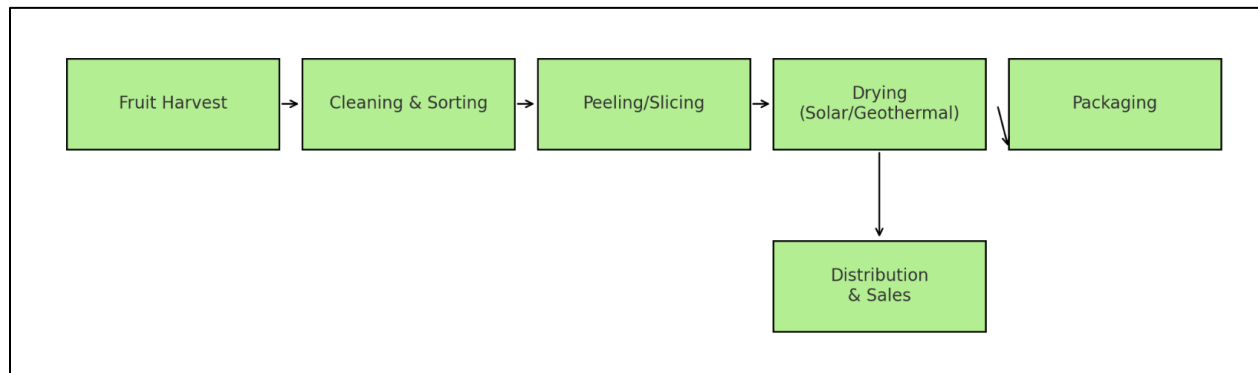 Fruit Harvest
Cleaning & Sorting
Peeling/Slicing
Drying
(Solar/Geothermal)
Packaging
Distribution
& Sales